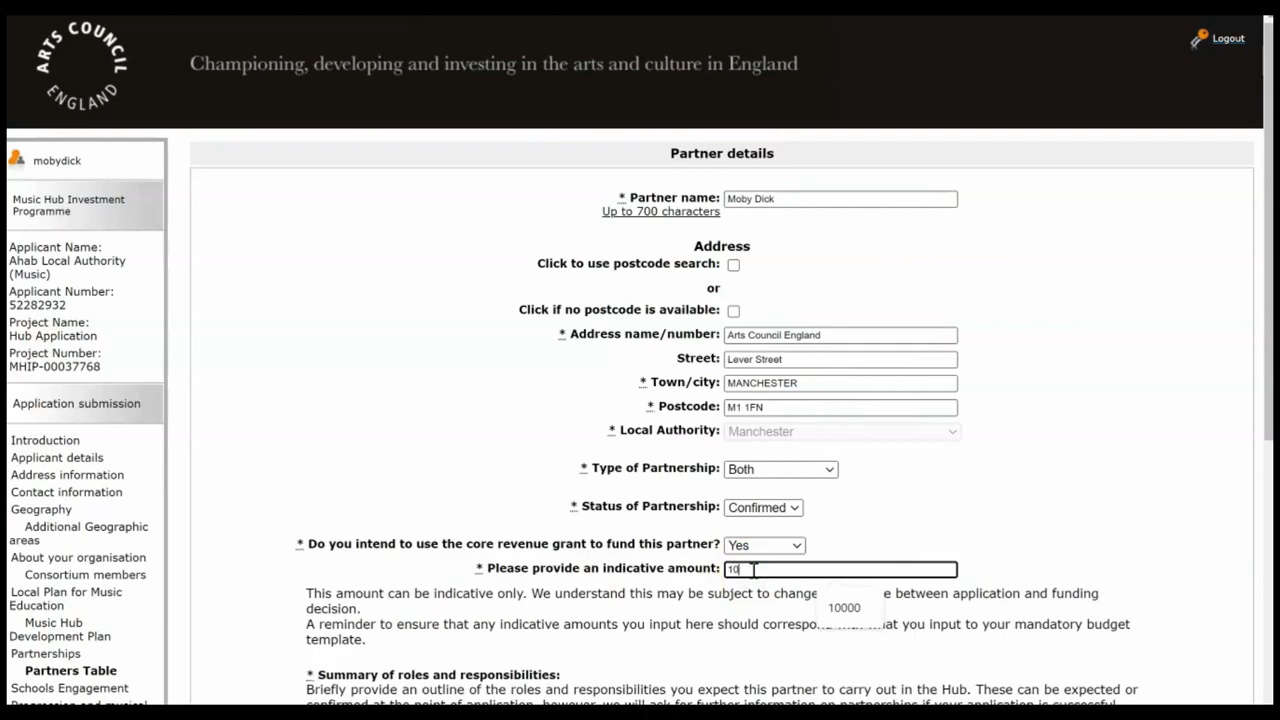 ARTS COUNCIL
ENGLAND
Championing, developing and investing in the arts and culture in England
Logout
mobydick
Music Hub Investment
Programme
Applicant Name:
Ahab Local Authority
(Music)
Applicant Number:
52282932
Project Name:
Hub Application
Project Number:
MHIP-00037768
Application submission
Introduction
Applicant details
Address information
Contact information
Geography
Additional Geographic
areas
About your organisation
Consortium members
Local Plan for Music
Education
Music Hub
Development Plan
Partnerships
Partners Table
Schools Engagement
Partner details
* Partner name: Moby Dick
Up to 700 characters
Address
Click to use postcode search:
or
Click if no postcode is available:
* Address name/number: Arts Council England
Street: Lever Street
* Town/city: MANCHESTER
* Postcode: M1 1FN
* Local Authority: Manchester
* Type of Partnership: Both
* Status of Partnership: Confirmed
* Do you intend to use the core revenue grant to fund this partner? Yes
* Please provide an indicative amount: 10
10000
This amount can be indicative only. We understand this may be subject to change e between application and funding
decision.
A reminder to ensure that any indicative amounts you input here should correspond with what you input to your mandatory budget
template.
* Summary of roles and responsibilities:
Briefly provide an outline of the roles and responsibilities you expect this partner to carry out in the Hub. These can be expected or